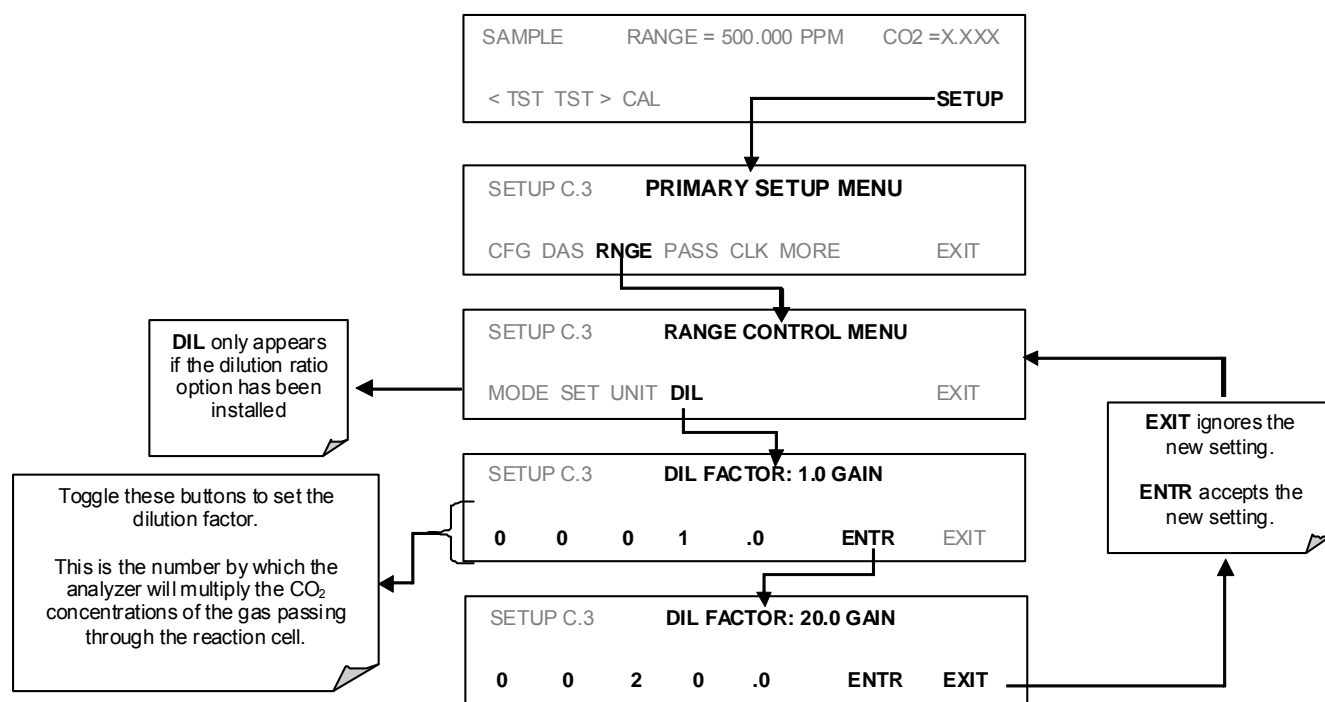 SAMPLE RANGE = 500.000 PPM CO2 =X.XXX
< TST TST > CAL SETUP
SETUP C.3 PRIMARY SETUP MENU
CFG DAS RNGE PASS CLK MORE EXIT
SETUP C.3 RANGE CONTROL MENU
MODE SET UNIT DIL EXIT
DIL only appears
if the dilution ratio
option has been
installed
EXIT ignores the
new setting.
ENTR accepts the
new setting.
SETUP C.3 DIL FACTOR: 1.0 GAIN
0 0 0 1 .0 ENTR EXIT
Toggle these buttons to set the
dilution factor.
This is the number by which the
analyzer will multiply the CO₂
concentrations of the gas passing
through the reaction cell.
SETUP C.3 DIL FACTOR: 20.0 GAIN
0 0 2 0 .0 ENTR EXIT